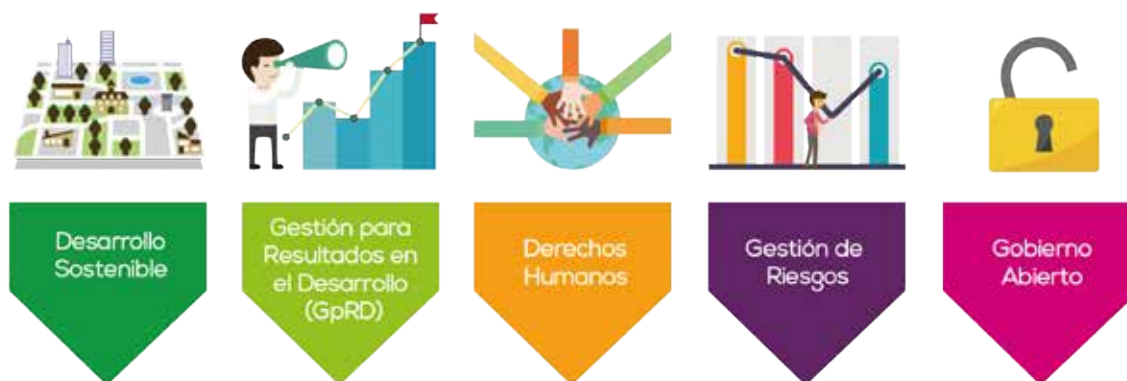 Desarrollo
Sostenible
Gestión para
Resultados en
el Desarrollo
(GpRD)
Derechos
Humanos
Gestión de
Riesgos
Gobierno
Abierto